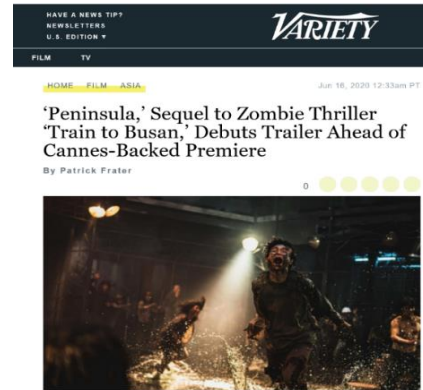 HAVE A NEWS TIP?
NEWSLETTERS
U.S. EDITION ▼
VARIETY
FILM TV
HOME FILM ASIA
Jun 16, 2020 12:33am PT
‘Peninsula,’ Sequel to Zombie Thriller
‘Train to Busan,’ Debuts Trailer Ahead of
Cannes-Backed Premiere
By Patrick Frater
0